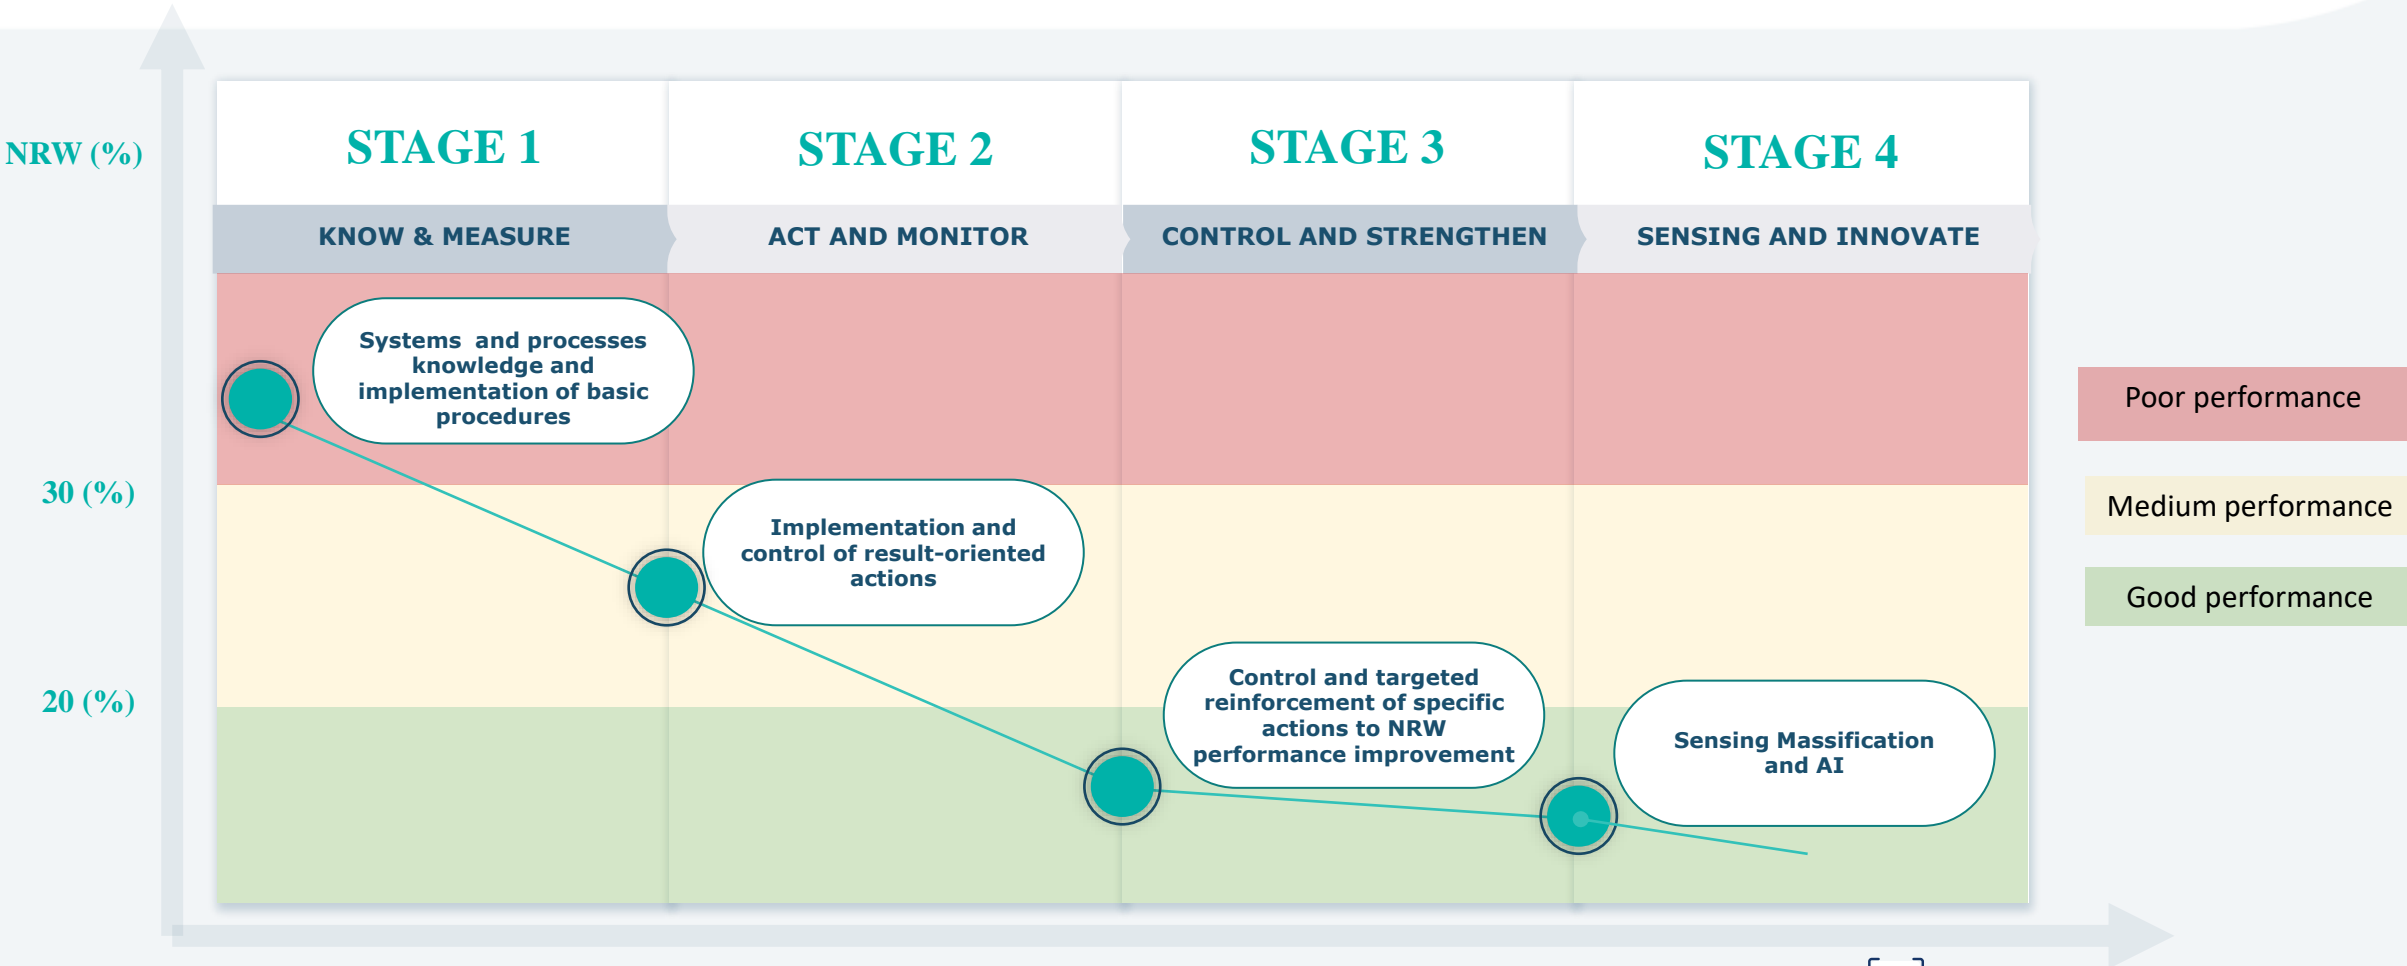 NRW (%)
STAGE 1
STAGE 2
STAGE 3
STAGE 4
KNOW & MEASURE
ACT AND MONITOR
CONTROL AND STRENGTHEN
SENSING AND INNOVATE
Systems and processes
knowledge and
implementation of basic
procedures
Poor performance
30 (%)
Implementation and
control of result-oriented
actions
Medium performance
Good performance
20 (%)
Control and targeted
reinforcement of specific
actions to NRW
performance improvement
Sensing Massification
and AI